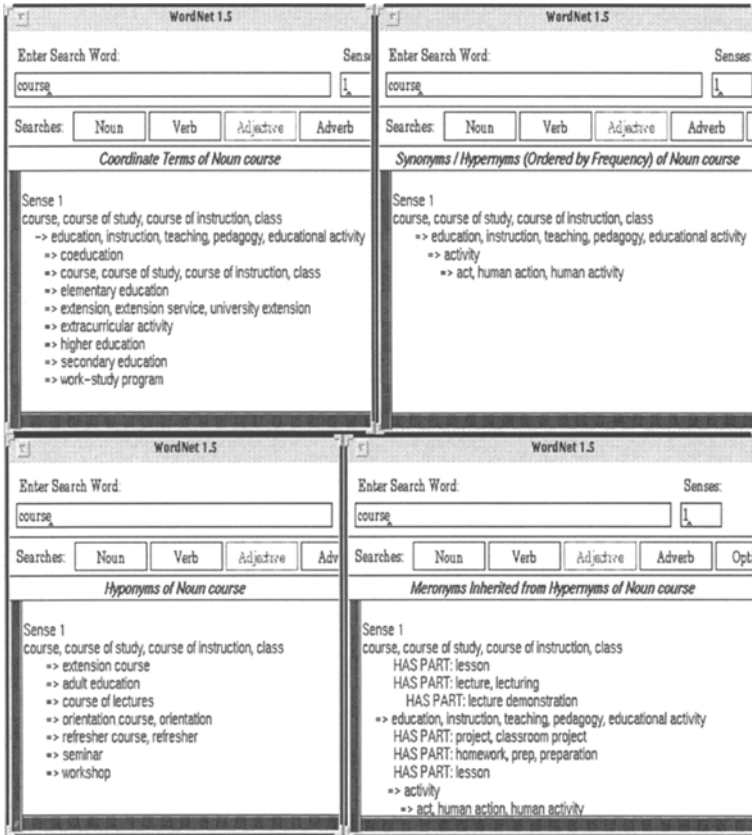 WordNet 1.5
Enter Search Word:
Sense
course
1
Searches: Noun Verb Adjective Adverb
Coordinate Terms of Noun course
Sense 1
course, course of study, course of instruction, class
-> education, instruction, teaching, pedagogy, educational activity
=> coeducation
=> course, course of study, course of instruction, class
=> elementary education
=> extension, extension service, university extension
=> extracurricular activity
=> higher education
=> secondary education
=> work-study program
WordNet 1.5
Enter Search Word:
Senses:
course
1
Searches: Noun Verb Adjective Adverb
Synonyms / Hypernyms (Ordered by Frequency) of Noun course
Sense 1
course, course of study, course of instruction, class
=> education, instruction, teaching, pedagogy, educational activity
=> activity
=> act, human action, human activity
WordNet 1.5
Enter Search Word:
course
Searches: Noun Verb Adjective Adv
Hyponyms of Noun course
Sense 1
course, course of study, course of instruction, class
=> extension course
=> adult education
=> course of lectures
=> orientation course, orientation
=> refresher course, refresher
=> seminar
=> workshop
WordNet 1.5
Enter Search Word:
Senses:
course
1
Searches: Noun Verb Adjective Adverb Opt
Meronyms Inherited from Hypernyms of Noun course
Sense 1
course, course of study, course of instruction, class
HAS PART: lesson
HAS PART: lecture, lecturing
HAS PART: lecture demonstration
=> education, instruction, teaching, pedagogy, educational activity
HAS PART: project, classroom project
HAS PART: homework, prep, preparation
HAS PART: lesson
=> activity
=> act, human action, human activity